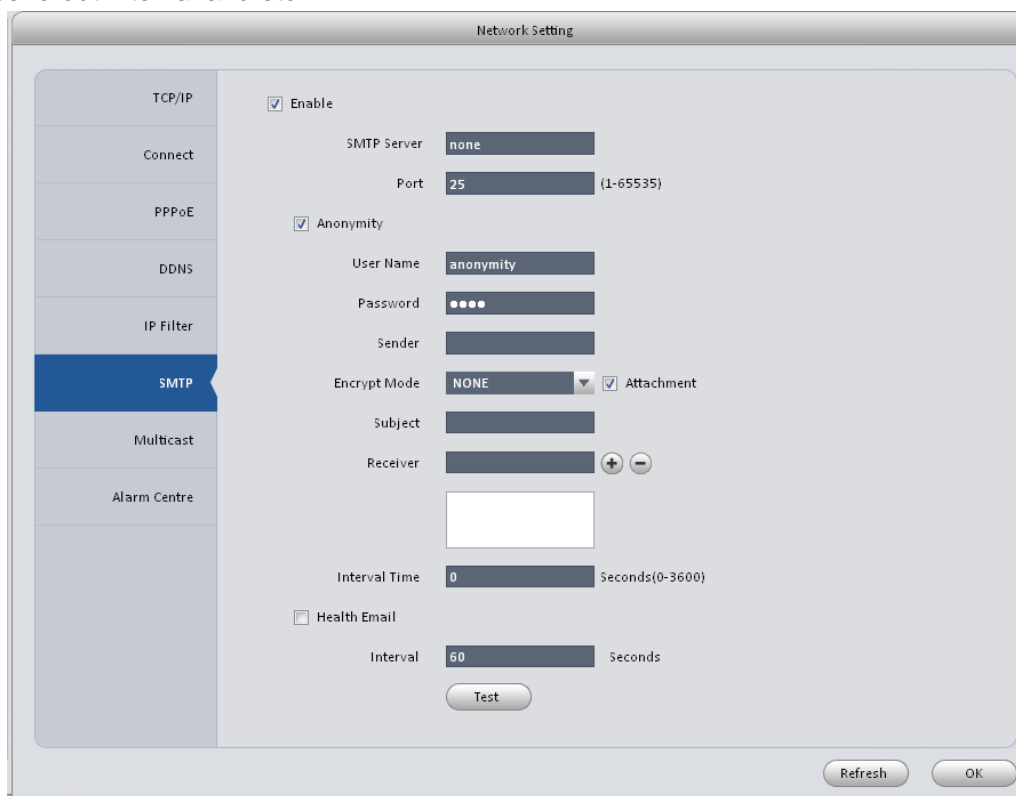 Network Setting
TCP/IP
Connect
PPPoE
DDNS
IP Filter
SMTP
Multicast
Alarm Centre
Enable
SMTP Server none
Port 25 (1-65535)
Anonymity
User Name anonymity
Password ●●●●
Sender
Encrypt Mode NONE Attachment
Subject
Receiver
Interval Time 0 Seconds(0-3600)
Health Email
Interval 60 Seconds
Test
Refresh OK